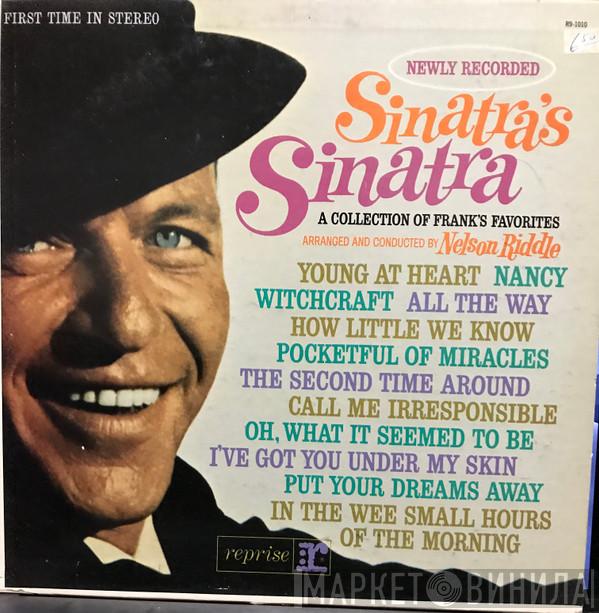 FIRST TIME IN STEREO
R9-1010
NEWLY RECORDED
Sinatra's
Sinatra
A COLLECTION OF FRANK'S FAVORITES
ARRANGED AND CONDUCTED BY Nelson Riddle
YOUNG AT HEART NANCY
WITCHCRAFT ALL THE WAY
HOW LITTLE WE KNOW
POCKETFUL OF MIRACLES
THE SECOND TIME AROUND
CALL ME IRRESPONSIBLE
OH, WHAT IT SEEMED TO BE
I'VE GOT YOU UNDER MY SKIN
PUT YOUR DREAMS AWAY
IN THE WEE SMALL HOURS
OF THE MORNING
reprise r
МАРКЕТ ВИНИЛА